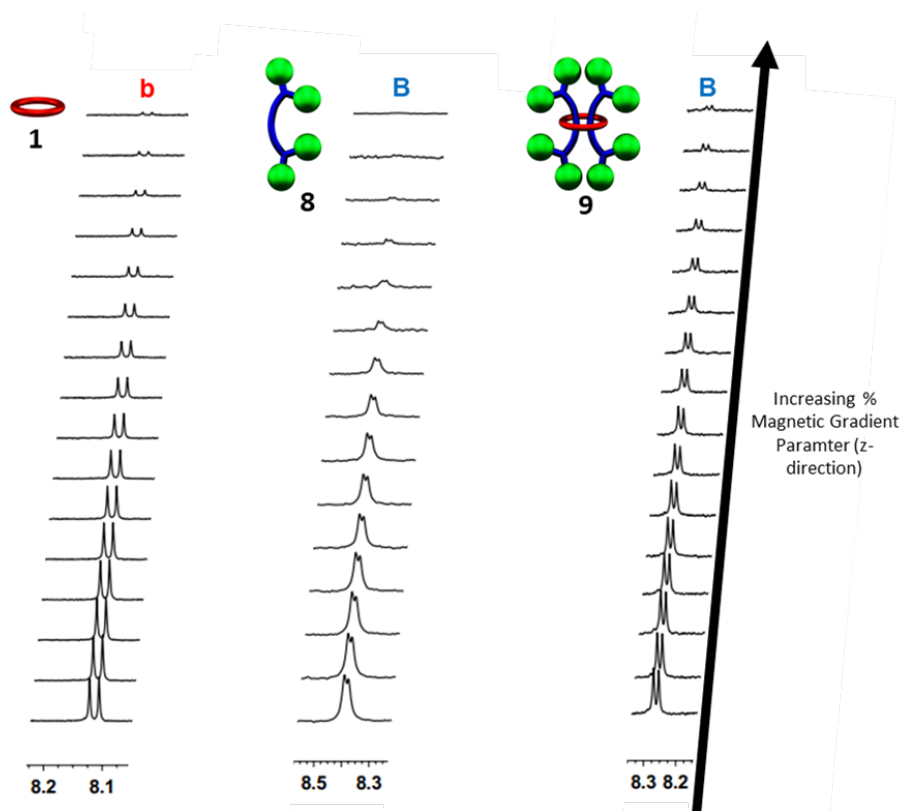 b
B
B
1
8
9
Increasing %
Magnetic Gradient
Paramter (z-
direction)
8.2 8.1
8.5 8.3
8.3 8.2